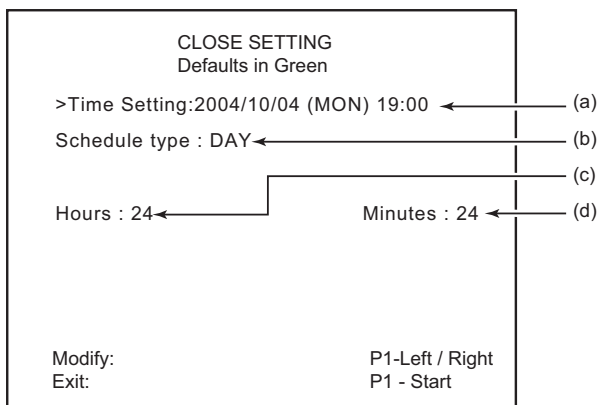 CLOSE SETTING
Defaults in Green
>Time Setting:2004/10/04 (MON) 19:00 (a)
Schedule type : DAY (b)
(c)
Hours : 24 Minutes : 24 (d)
Modify: P1-Left / Right
Exit: P1 - Start